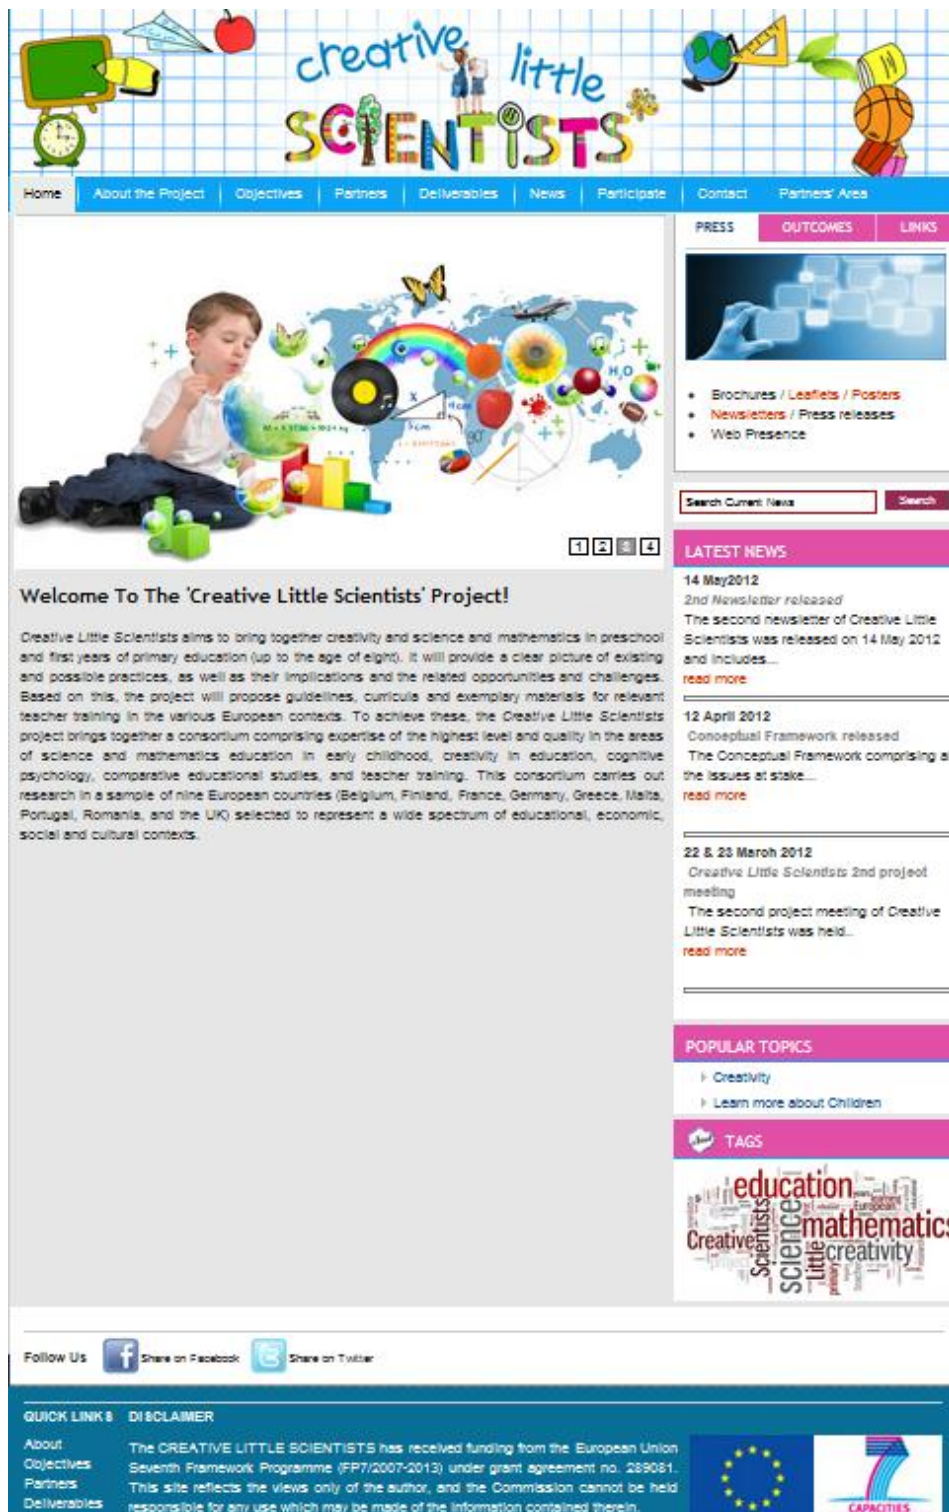 creative little
SCIENTISTS
Home About the Project Objectives Partners Deliverables News Participate Contact Partners' Area
PRESS OUTCOMES LINKS
H₂O
X
4cm
5cm
90°
Brochures / Leaflets / Posters
Newsletters / Press releases
Web Presence
1 2 3 4
Search Current News Search
Welcome To The 'Creative Little Scientists' Project!
Creative Little Scientists aims to bring together creativity and science and mathematics in preschool
and first years of primary education (up to the age of eight). It will provide a clear picture of existing
and possible practices, as well as their implications and the related opportunities and challenges.
Based on this, the project will propose guidelines, curricula and exemplary materials for relevant
teacher training in the various European contexts. To achieve these, the Creative Little Scientists
project brings together a consortium comprising expertise of the highest level and quality in the areas
of science and mathematics education in early childhood, creativity in education, cognitive
psychology, comparative educational studies, and teacher training. This consortium carries out
research in a sample of nine European countries (Belgium, Finland, France, Germany, Greece, Malta,
Portugal, Romania, and the UK) selected to represent a wide spectrum of educational, economic,
social and cultural contexts.
LATEST NEWS
14 May2012
2nd Newsletter released
The second newsletter of Creative Little
Scientists was released on 14 May 2012
and includes...
read more
12 April 2012
Conceptual Framework released
The Conceptual Framework comprising a
the issues at stake...
read more
22 & 23 March 2012
Creative Little Scientists 2nd project
meeting
The second project meeting of Creative
Little Scientists was held...
read more
POPULAR TOPICS
Creativity
Learn more about Children
TAGS
education
European
Creative
Scientists
science
Little
mathematics
creativity
primary
project
Follow Us Share on Facebook Share on Twitter
QUICK LINKS DISCLAIMER
About
Objectives
Partners
Deliverables
The CREATIVE LITTLE SCIENTISTS has received funding from the European Union
Seventh Framework Programme (FP7/2007-2013) under grant agreement no. 289081.
This site reflects the views only of the author, and the Commission cannot be held
responsible for any use which may be made of the information contained therein.
CAPACITIES